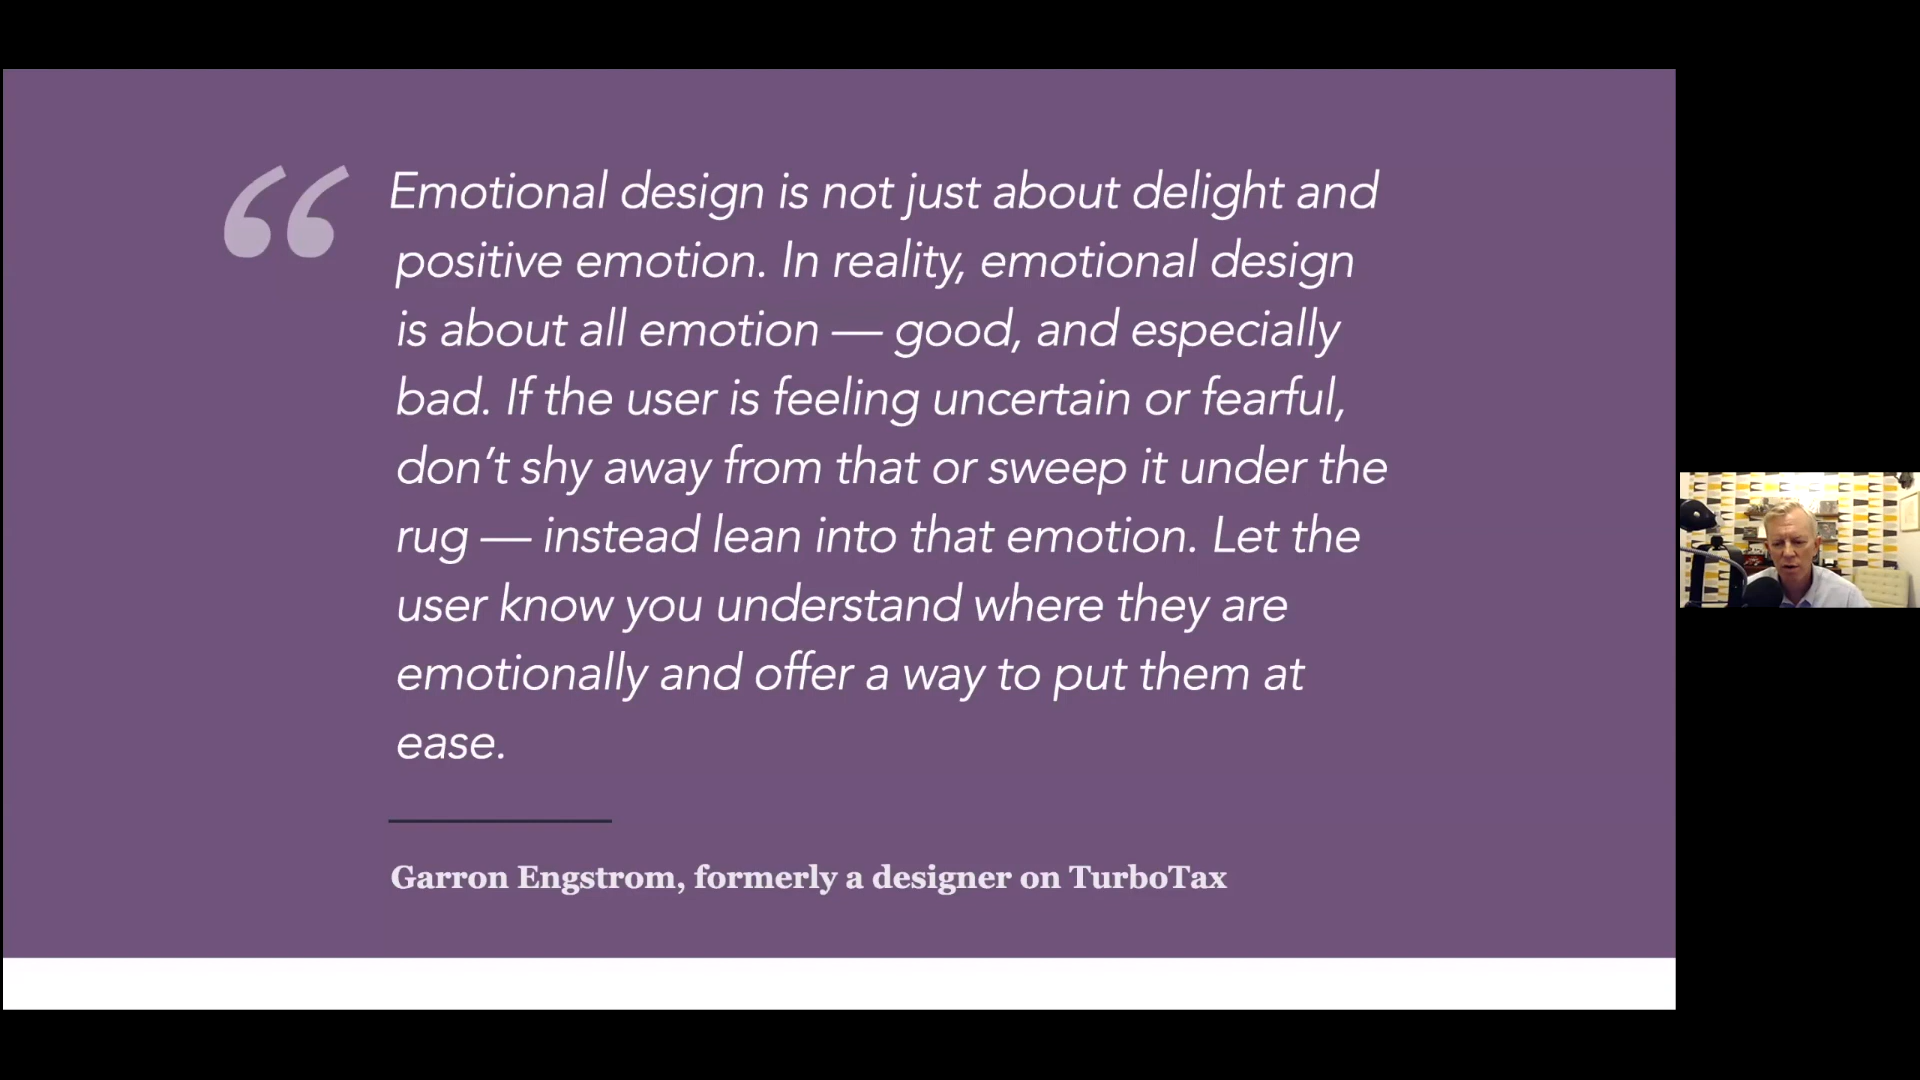 “
Emotional design is not just about delight and
positive emotion. In reality, emotional design
is about all emotion — good, and especially
bad. If the user is feeling uncertain or fearful,
don’t shy away from that or sweep it under the
rug — instead lean into that emotion. Let the
user know you understand where they are
emotionally and offer a way to put them at
ease.
Garron Engstrom, formerly a designer on TurboTax